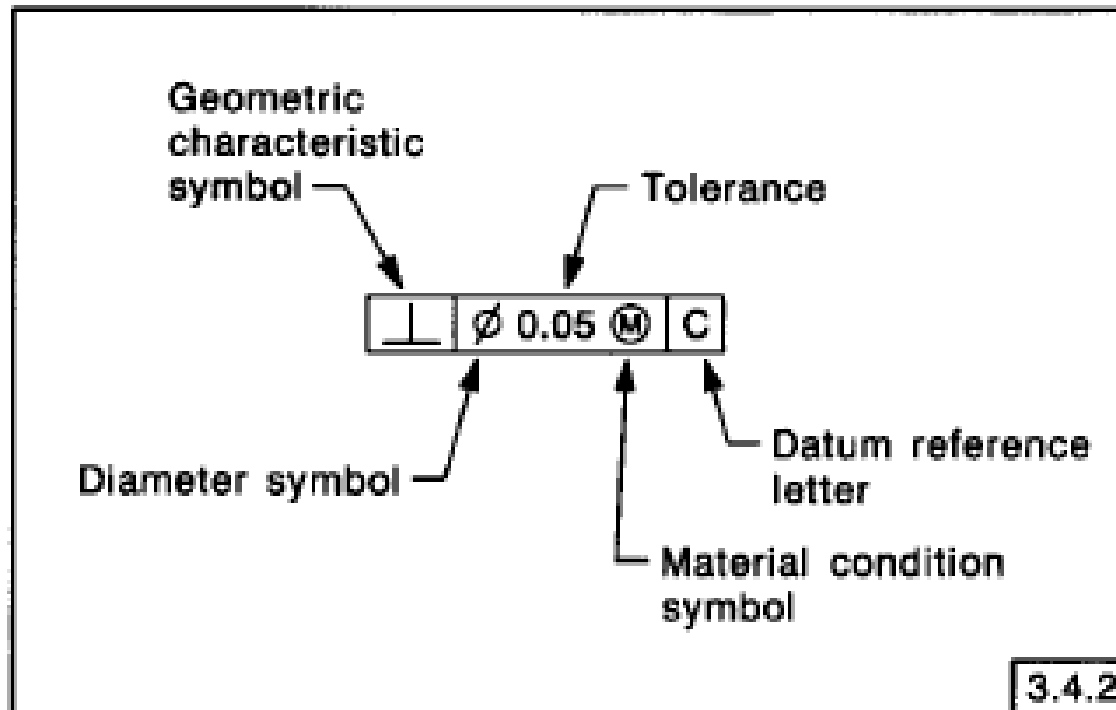 Geometric
characteristic
symbol
Tolerance
⊥ ⌀ 0.05 Ⓜ C
Diameter symbol
Datum reference
letter
Material condition
symbol
3.4.2